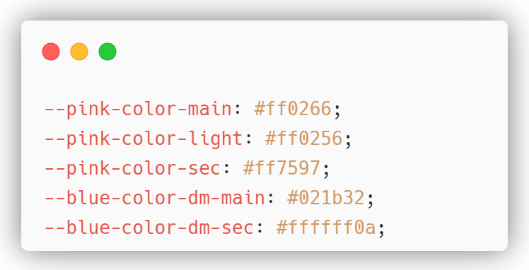 --pink-color-main: #ff0266;
--pink-color-light: #ff0256;
--pink-color-sec: #ff7597;
--blue-color-dm-main: #021b32;
--blue-color-dm-sec: #ffffff0a;